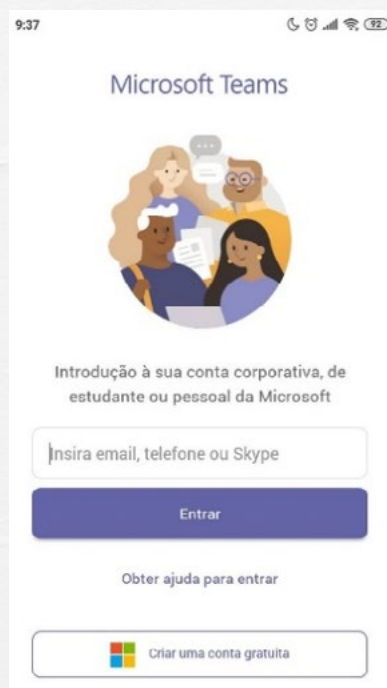 9:37
92
Microsoft Teams
Introdução à sua conta corporativa, de
estudante ou pessoal da Microsoft
Insira email, telefone ou Skype
Entrar
Obter ajuda para entrar
Criar uma conta gratuita